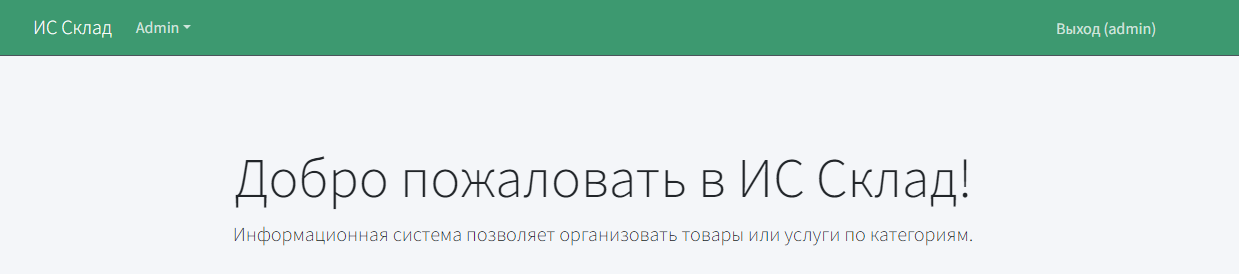 ИС Склад Admin Выход (admin)
Добро пожаловать в ИС Склад!
Информационная система позволяет организовать товары или услуги по категориям.